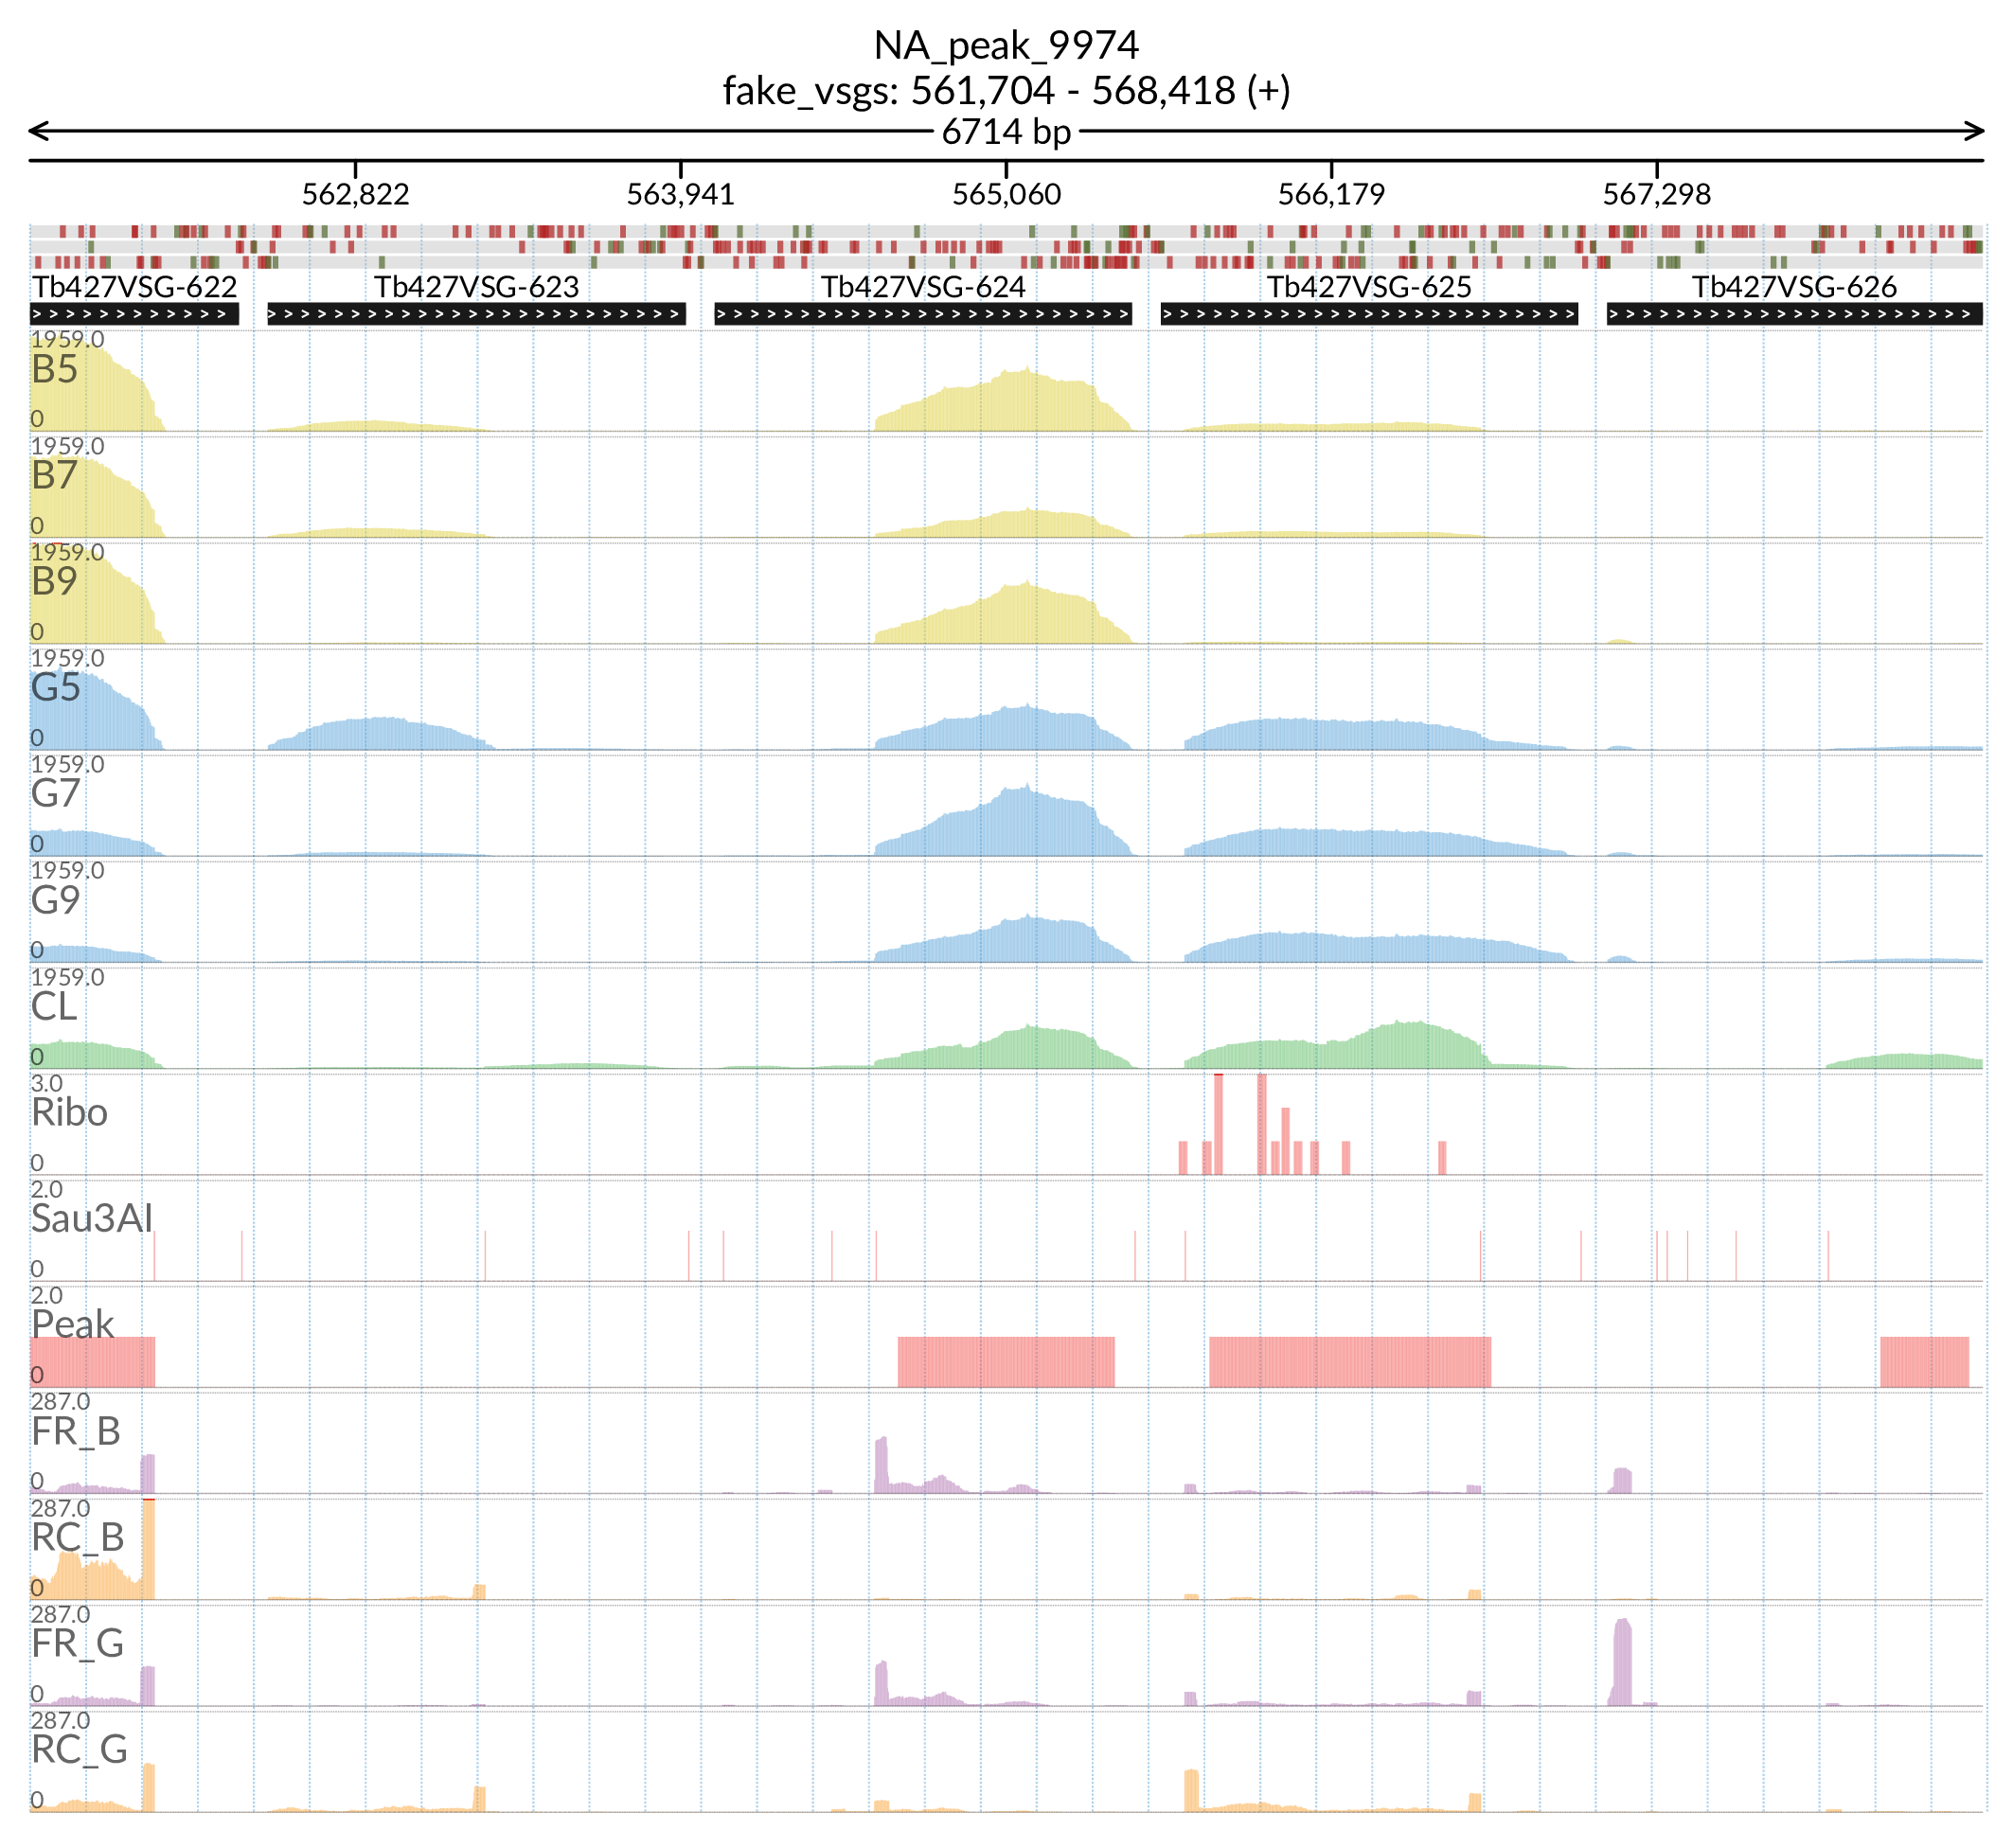 NA_peak_9974
fake_vsgs: 561,704 - 568,418 (+)
6714 bp
562,822 563,941 565,060 566,179 567,298
Tb427VSG-622 Tb427VSG-623 Tb427VSG-624 Tb427VSG-625 Tb427VSG-626
1959.0
B5
0
1959.0
B7
0
1959.0
B9
0
1959.0
G5
0
1959.0
G7
0
1959.0
G9
0
1959.0
CL
0
3.0
Ribo
0
2.0
Sau3AI
0
2.0
Peak
0
287.0
FR_B
0
287.0
RC_B
0
287.0
FR_G
0
287.0
RC_G
0